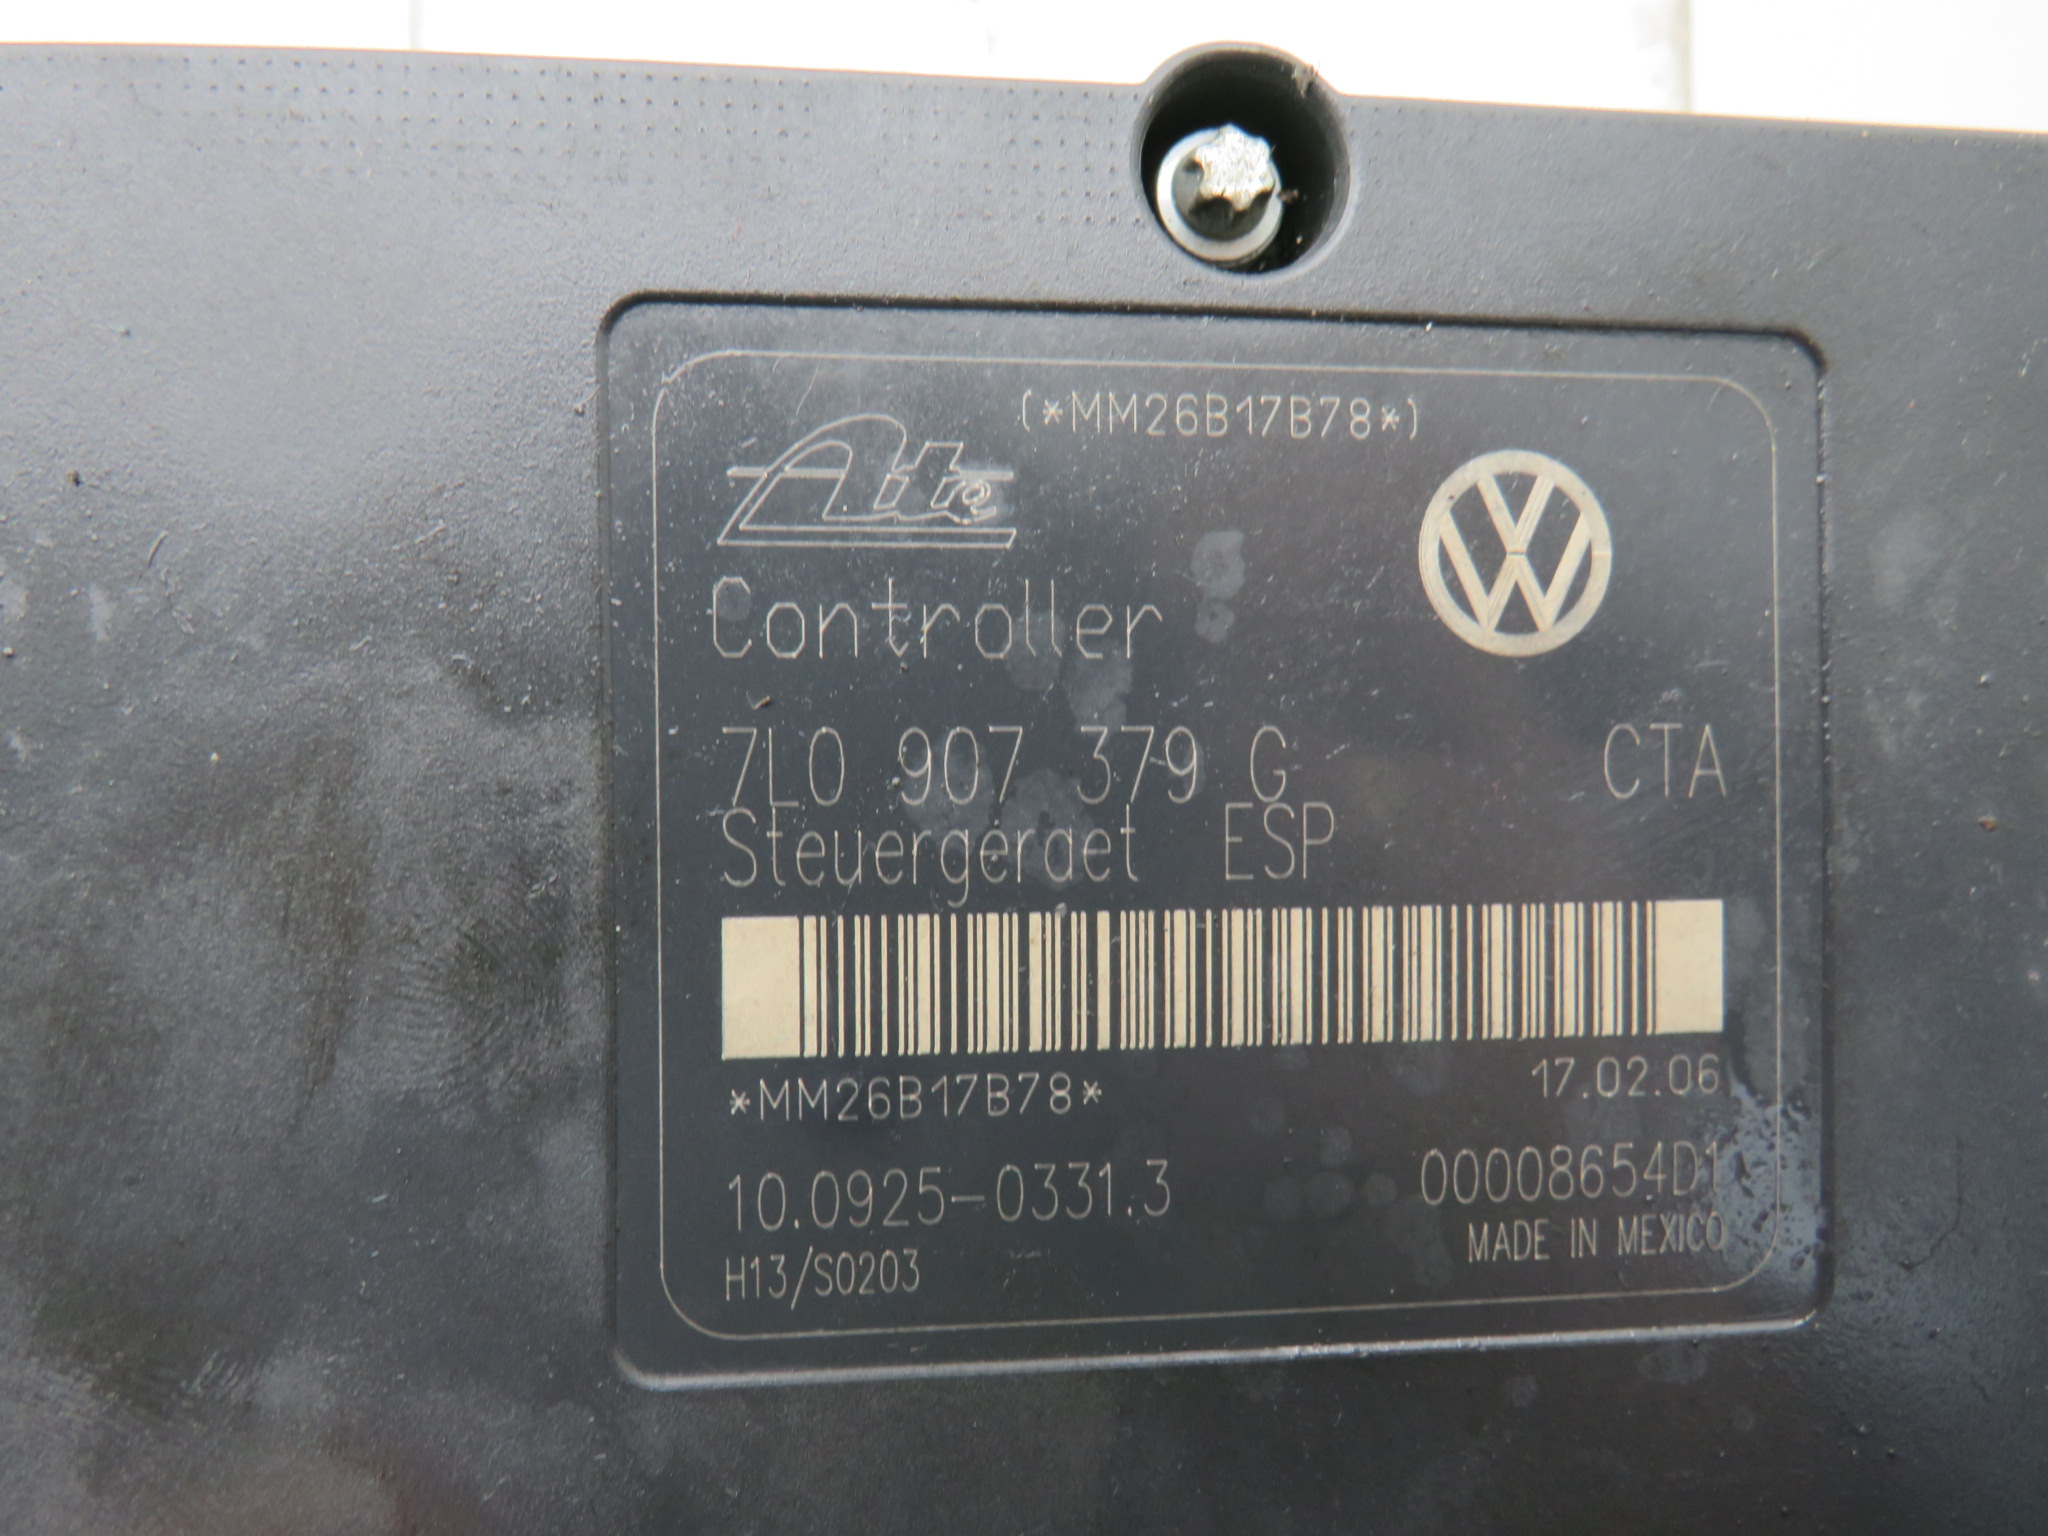 (*MM26B17B78*)
Ate
Controller
7L0 907 379 G CTA
Steuergeraet ESP
*MM26B17B78* 17.02.06
10.0925-0331.3 00008654D1
H13/S0203 MADE IN MEXICO